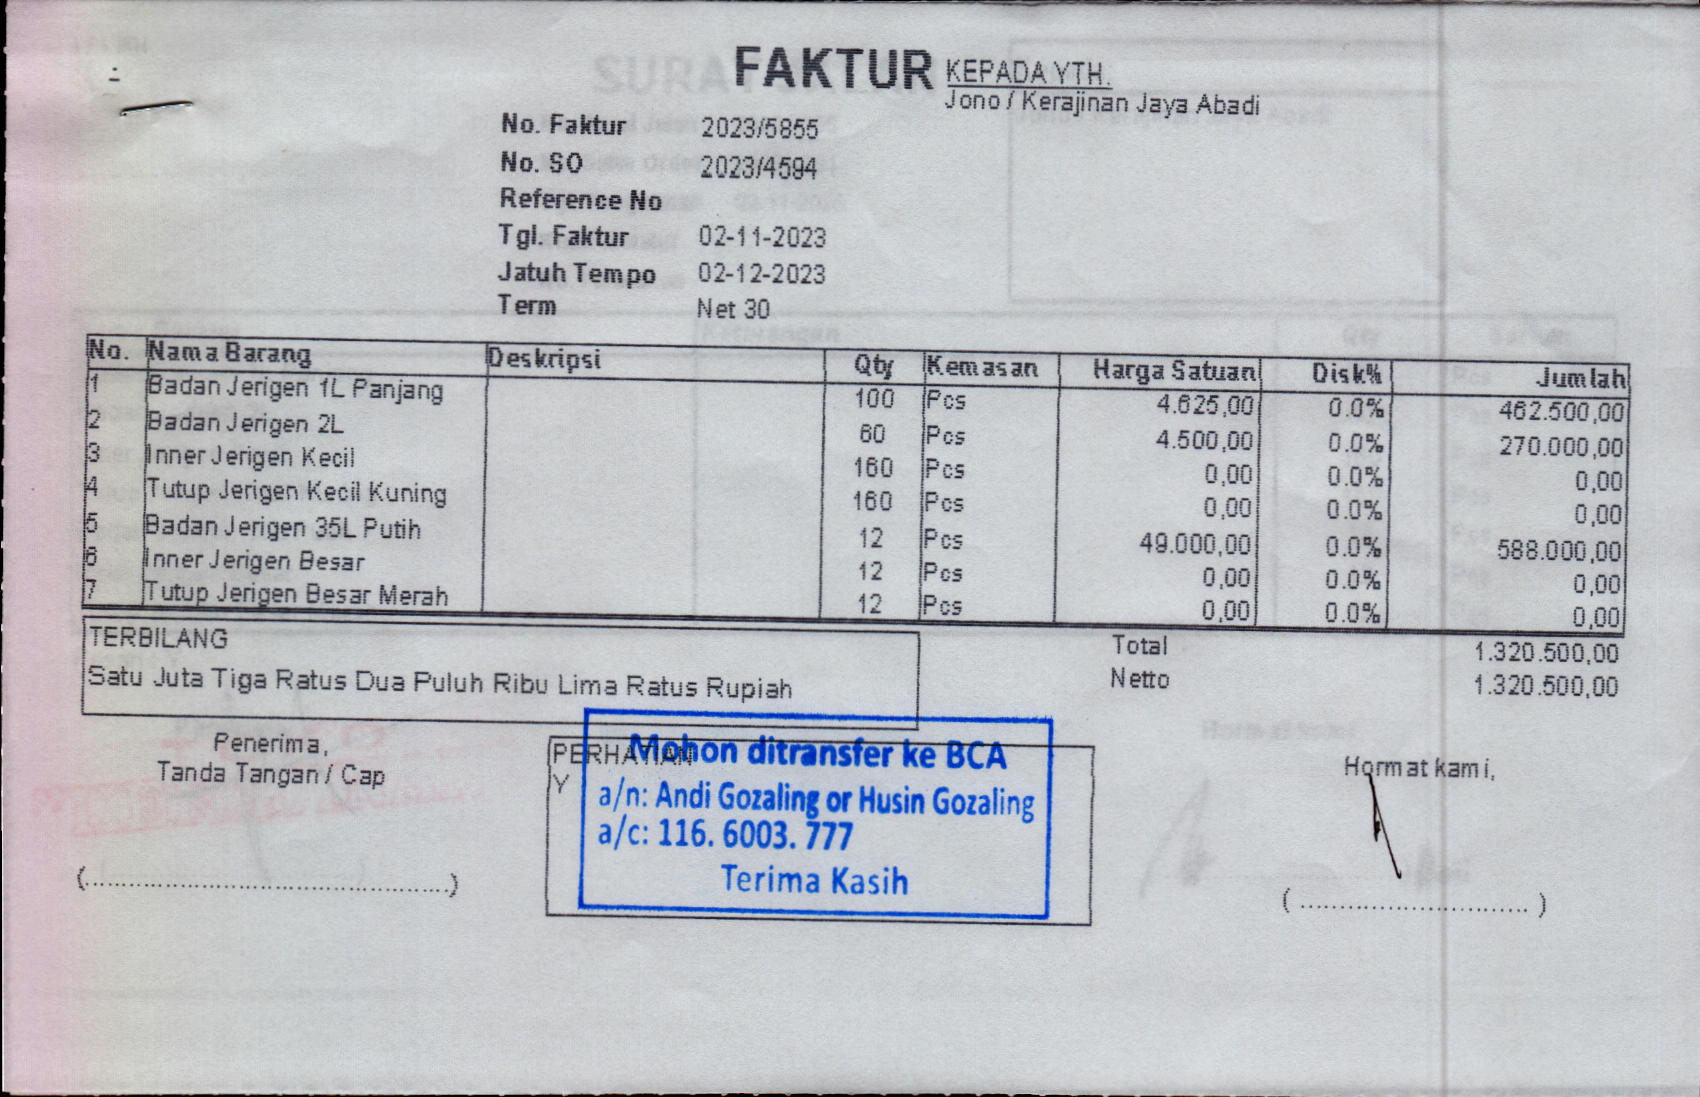 FAKTUR
KEPADA YTH.
Jono / Kerajinan Jaya Abadi
No. Faktur 2023/5855
No. SO 2023/4594
Reference No
Tgl. Faktur 02-11-2023
Jatuh Tempo 02-12-2023
Term Net 30
No. Nama Barang Deskripsi Qty Kemasan Harga Satuan Disk% Jumlah
1 Badan Jerigen 1L Panjang 100 Pcs 4.625,00 0.0% 462.500,00
2 Badan Jerigen 2L 60 Pcs 4.500,00 0.0% 270.000,00
3 Inner Jerigen Kecil 160 Pcs 0,00 0.0% 0,00
4 Tutup Jerigen Kecil Kuning 160 Pcs 0,00 0.0% 0,00
5 Badan Jerigen 35L Putih 12 Pcs 49.000,00 0.0% 588.000,00
6 Inner Jerigen Besar 12 Pcs 0,00 0.0% 0,00
7 Tutup Jerigen Besar Merah 12 Pcs 0,00 0.0% 0,00
TERBILANG
Satu Juta Tiga Ratus Dua Puluh Ribu Lima Ratus Rupiah
Total 1.320.500,00
Netto 1.320.500,00
Penerima,
Tanda Tangan / Cap
(..................................................)
PERHATIAN
Y
Mohon ditransfer ke BCA
a/n: Andi Gozaling or Husin Gozaling
a/c: 116. 6003. 777
Terima Kasih
Hormat kami,
( ............................. )